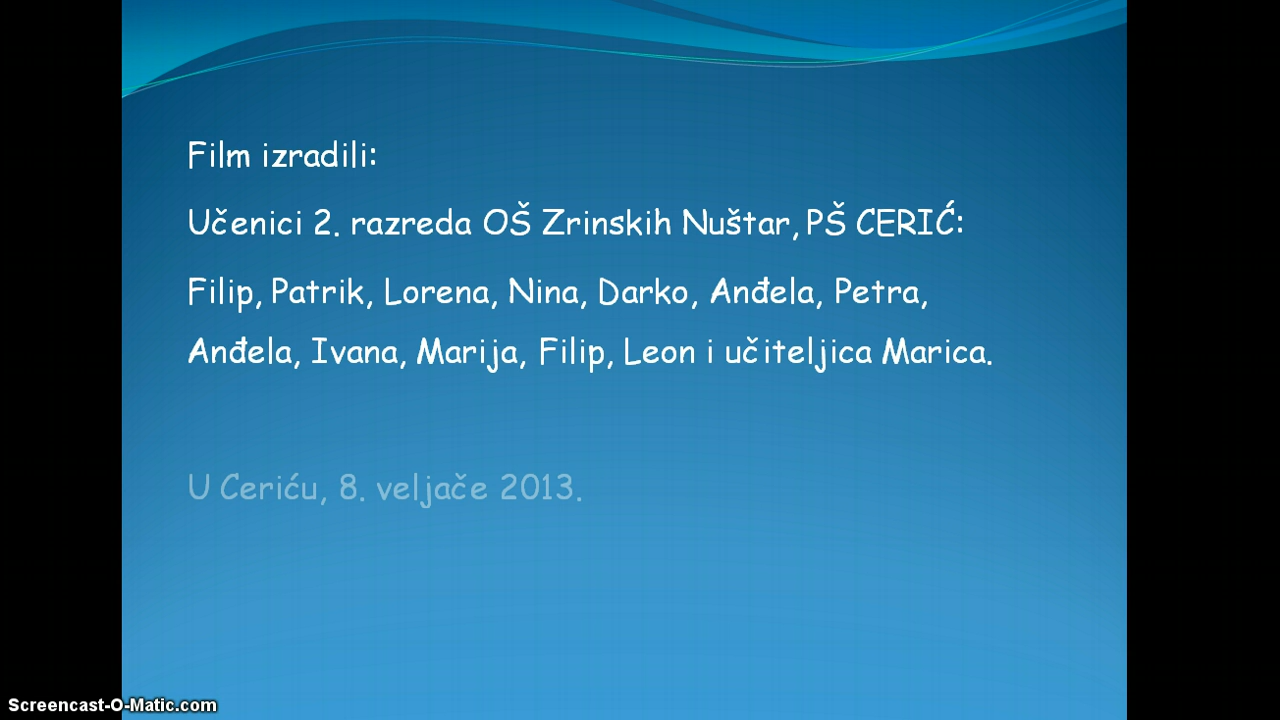 Film izradili:
Učenici 2. razreda OŠ Zrinskih Nuštar, PŠ CERIĆ:
Filip, Patrik, Lorena, Nina, Darko, Anđela, Petra,
Anđela, Ivana, Marija, Filip, Leon i učiteljica Marica.
U Ceriću, 8. veljače 2013.
Screencast-O-Matic.com